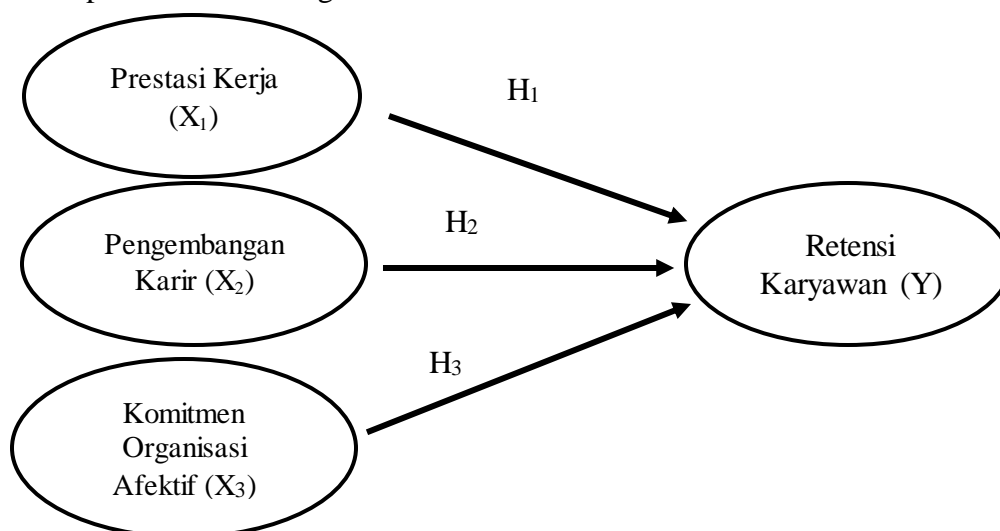 Prestasi Kerja
(X₁)
H₁
Pengembangan
Karir (X₂)
H₂
Retensi
Karyawan (Y)
H₃
Komitmen
Organisasi
Afektif (X₃)